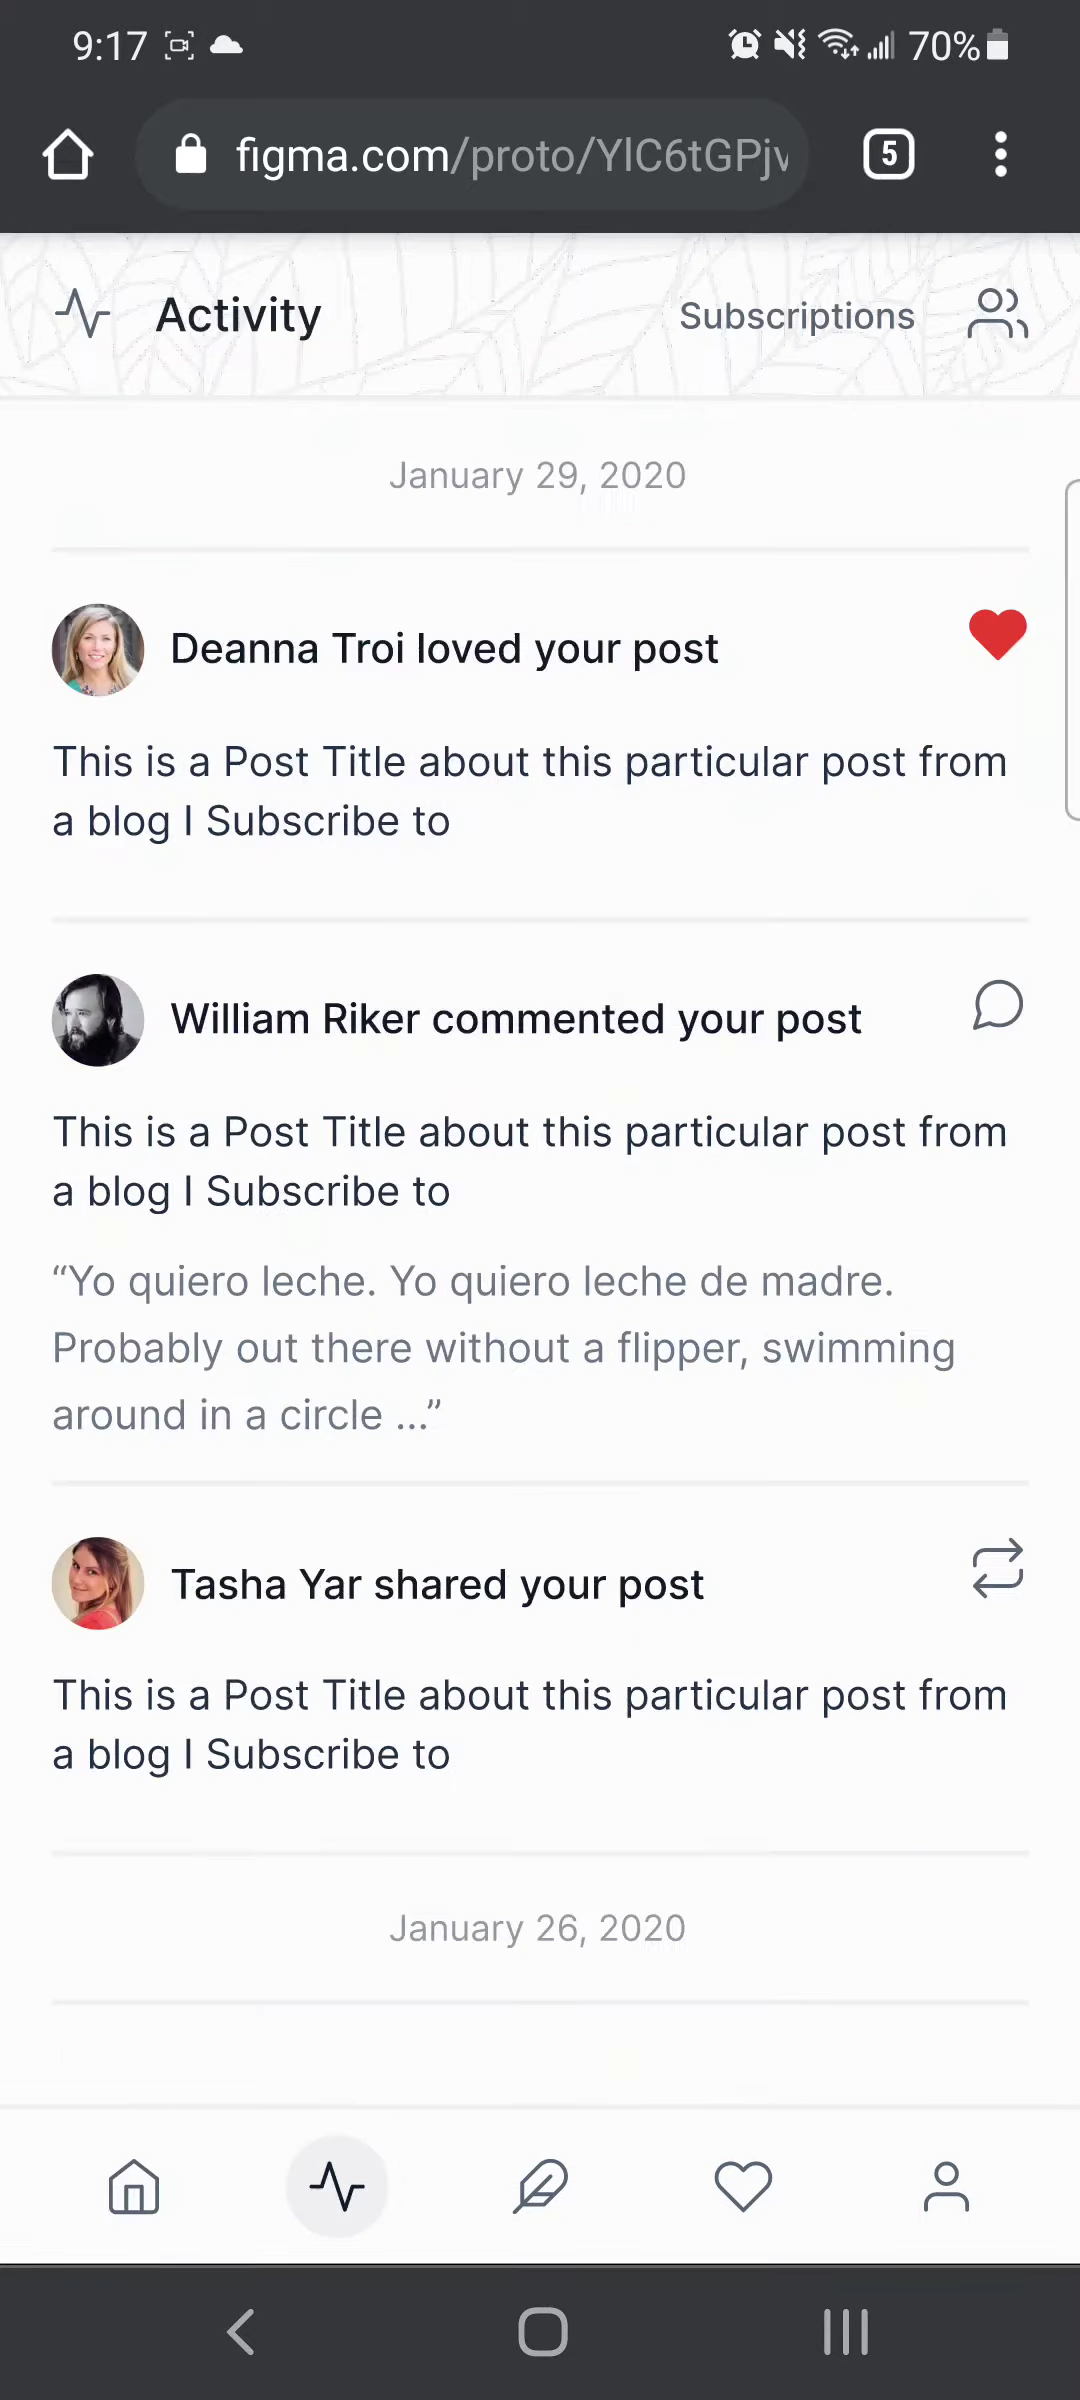 9:17 70%
figma.com/proto/YlC6tGPjv
5
Activity Subscriptions
January 29, 2020
Deanna Troi loved your post
This is a Post Title about this particular post from
a blog I Subscribe to
William Riker commented your post
This is a Post Title about this particular post from
a blog I Subscribe to
“Yo quiero leche. Yo quiero leche de madre.
Probably out there without a flipper, swimming
around in a circle ...”
Tasha Yar shared your post
This is a Post Title about this particular post from
a blog I Subscribe to
January 26, 2020